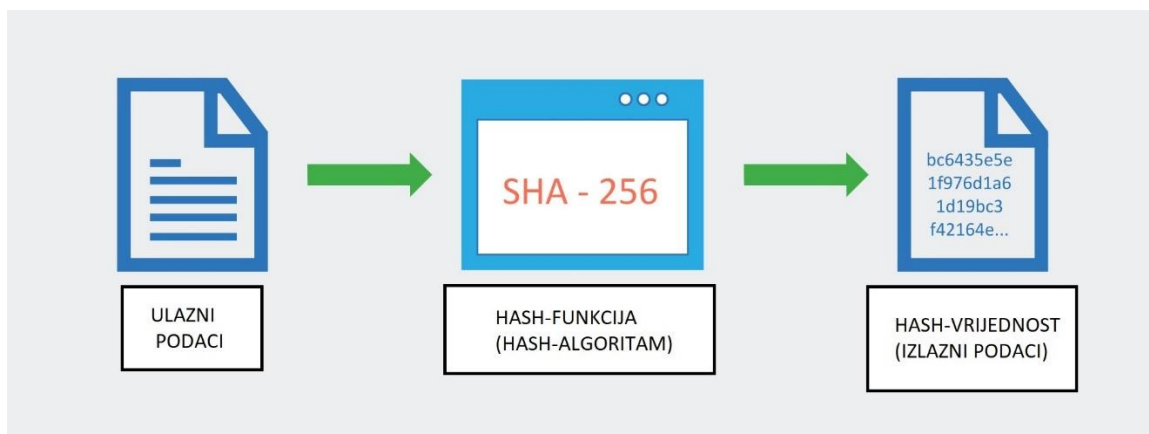 SHA - 256
bc6435e5e
1f976d1a6
1d19bc3
f42164e...
ULAZNI
PODACI
HASH-FUNKCIJA
(HASH-ALGORITAM)
HASH-VRIJEDNOST
(IZLAZNI PODACI)